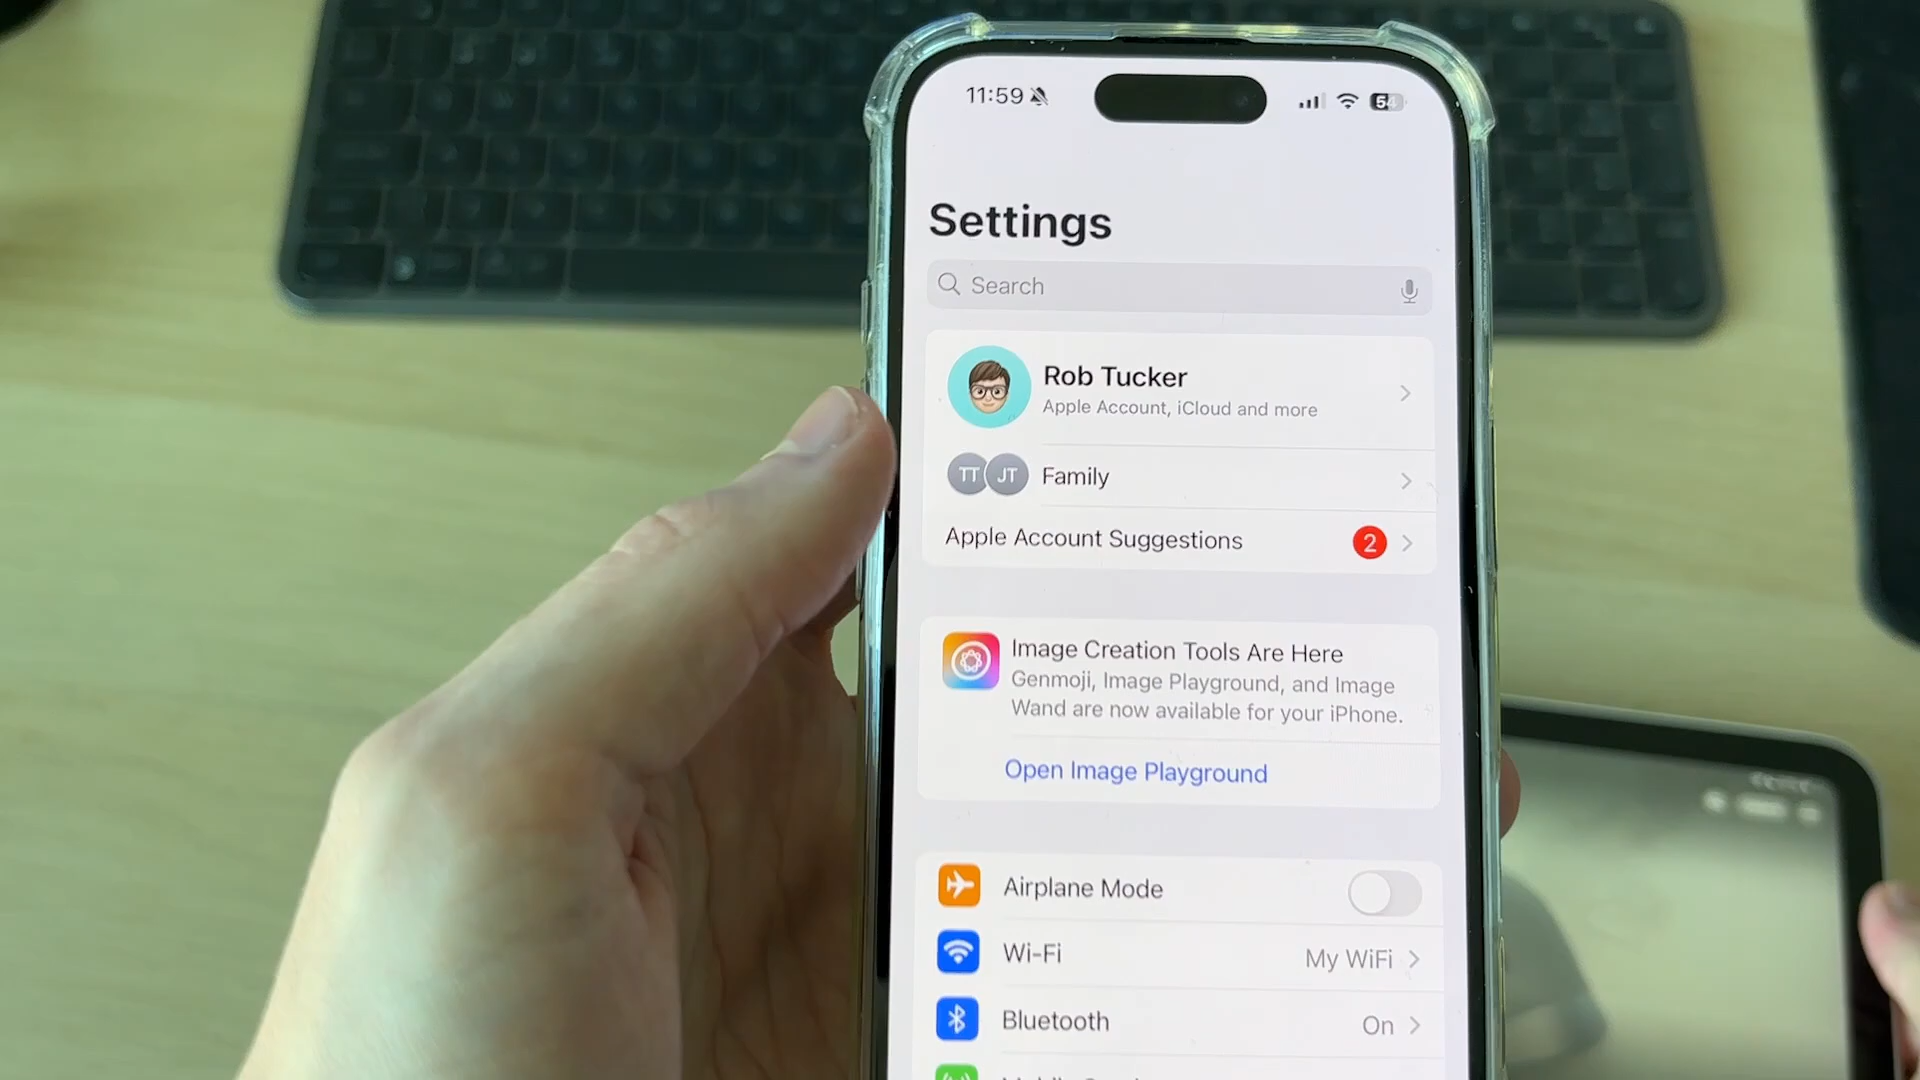 11:59
54
Settings
Search
Rob Tucker
Apple Account, iCloud and more
TT JT Family
Apple Account Suggestions 2
Image Creation Tools Are Here
Genmoji, Image Playground, and Image
Wand are now available for your iPhone.
Open Image Playground
Airplane Mode
Wi-Fi My WiFi
Bluetooth On